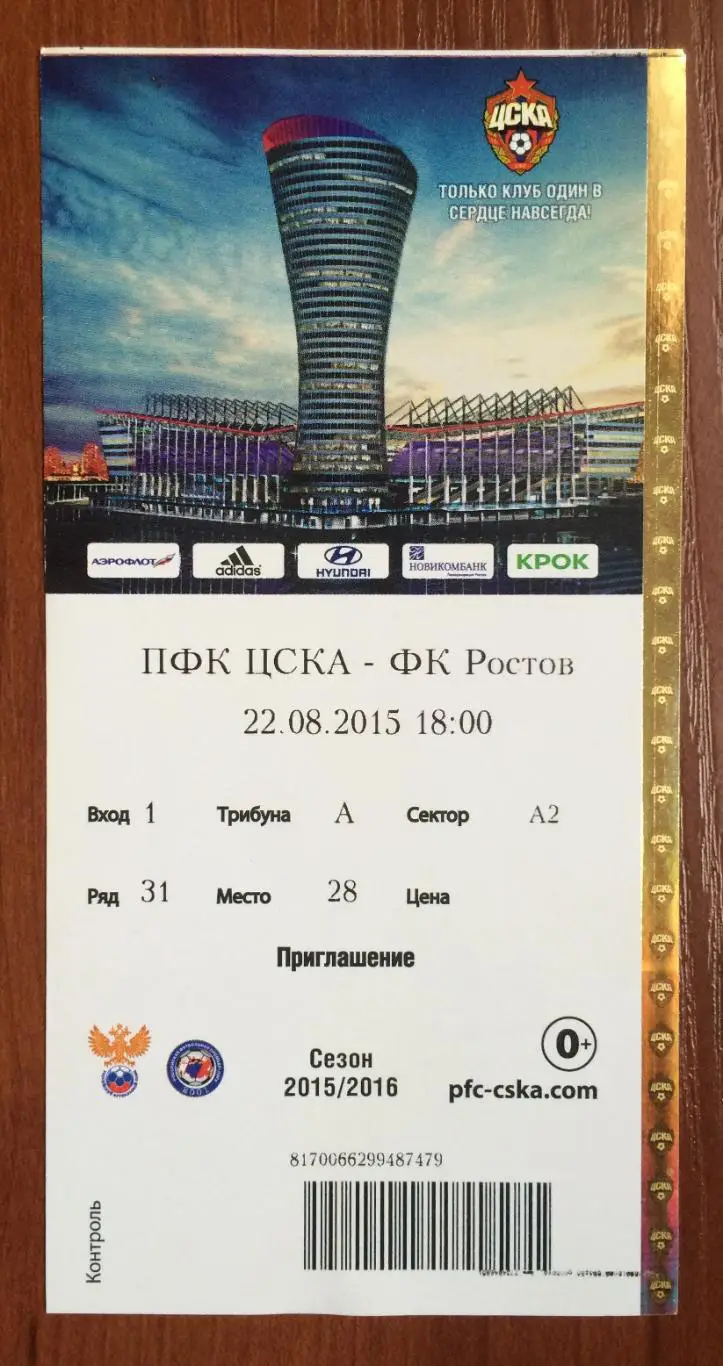 ЦСКА
ТОЛЬКО КЛУБ ОДИН В
СЕРДЦЕ НАВСЕГДА!
АЭРОФЛОТ
adidas
HYUNDAI
НОВИКОМБАНК
КРОК
ПФК ЦСКА - ФК Ростов
22.08.2015 18:00
Вход 1 Трибуна А Сектор А2
Ряд 31 Место 28 Цена
Приглашение
0+
Сезон
2015/2016
pfc-cska.com
8170066299487479
Контроль